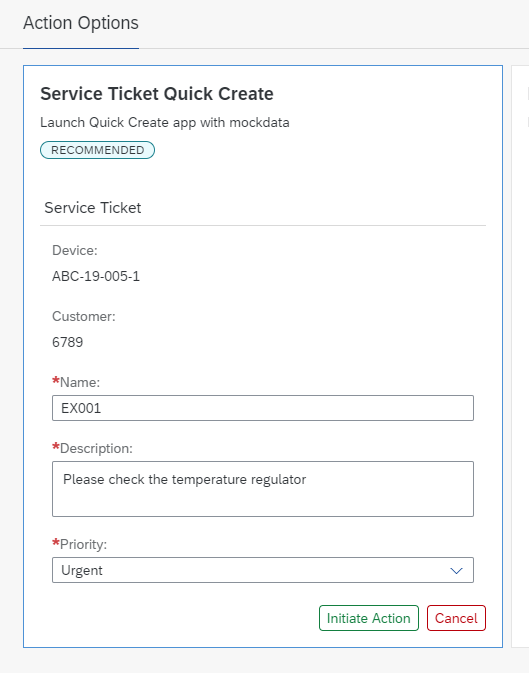 Action Options
Service Ticket Quick Create
Launch Quick Create app with mockdata
RECOMMENDED
Service Ticket
Device:
ABC-19-005-1
Customer:
6789
*Name:
EX001
*Description:
Please check the temperature regulator
*Priority:
Urgent
Initiate Action
Cancel